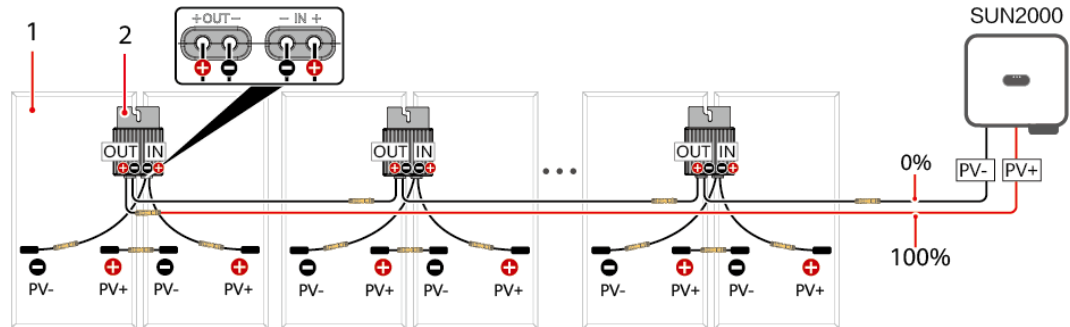 SUN2000
1
2
+OUT−
− IN +
+ − − +
OUT IN
+ − − +
OUT IN
+ − − +
OUT IN
+ − − +
PV- PV+
0%
100%
− + − +
PV- PV+ PV- PV+
− + − +
PV- PV+ PV- PV+
− + − +
PV- PV+ PV- PV+